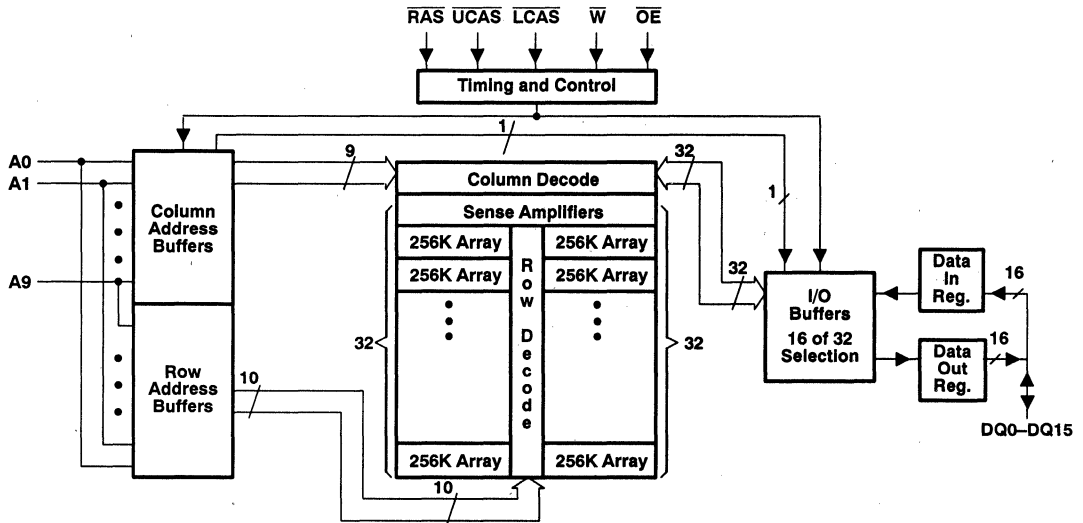 RAS UCAS LCAS W OE
Timing and Control
1
A0
A1
A9
Column
Address
Buffers
Row
Address
Buffers
9
10
10
Column Decode
Sense Amplifiers
256K Array
256K Array
256K Array
256K Array
256K Array
256K Array
Row Decode
32
32
32
32
1
I/O
Buffers
16 of 32
Selection
Data
In
Reg.
16
Data
Out
Reg.
16
DQ0–DQ15